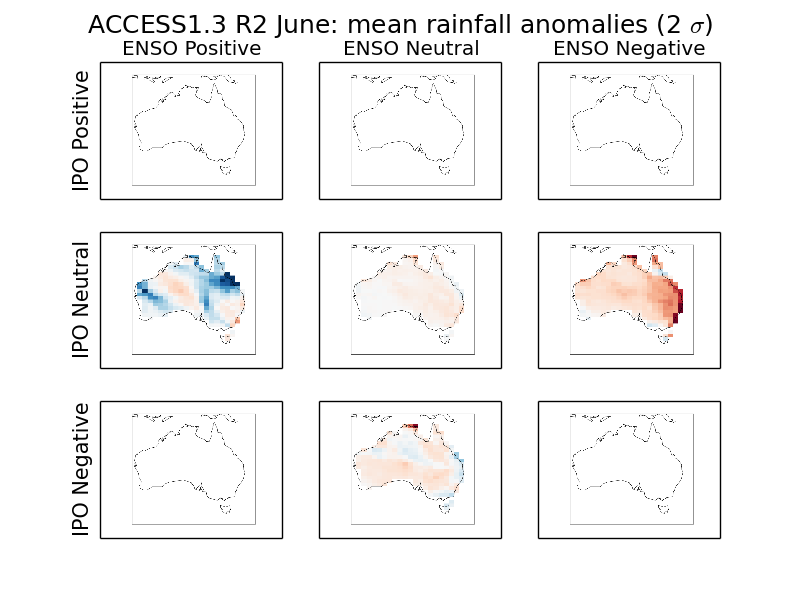 ACCESS1.3 R2 June: mean rainfall anomalies (2 σ)
ENSO Positive
ENSO Neutral
ENSO Negative
IPO Positive
IPO Neutral
IPO Negative